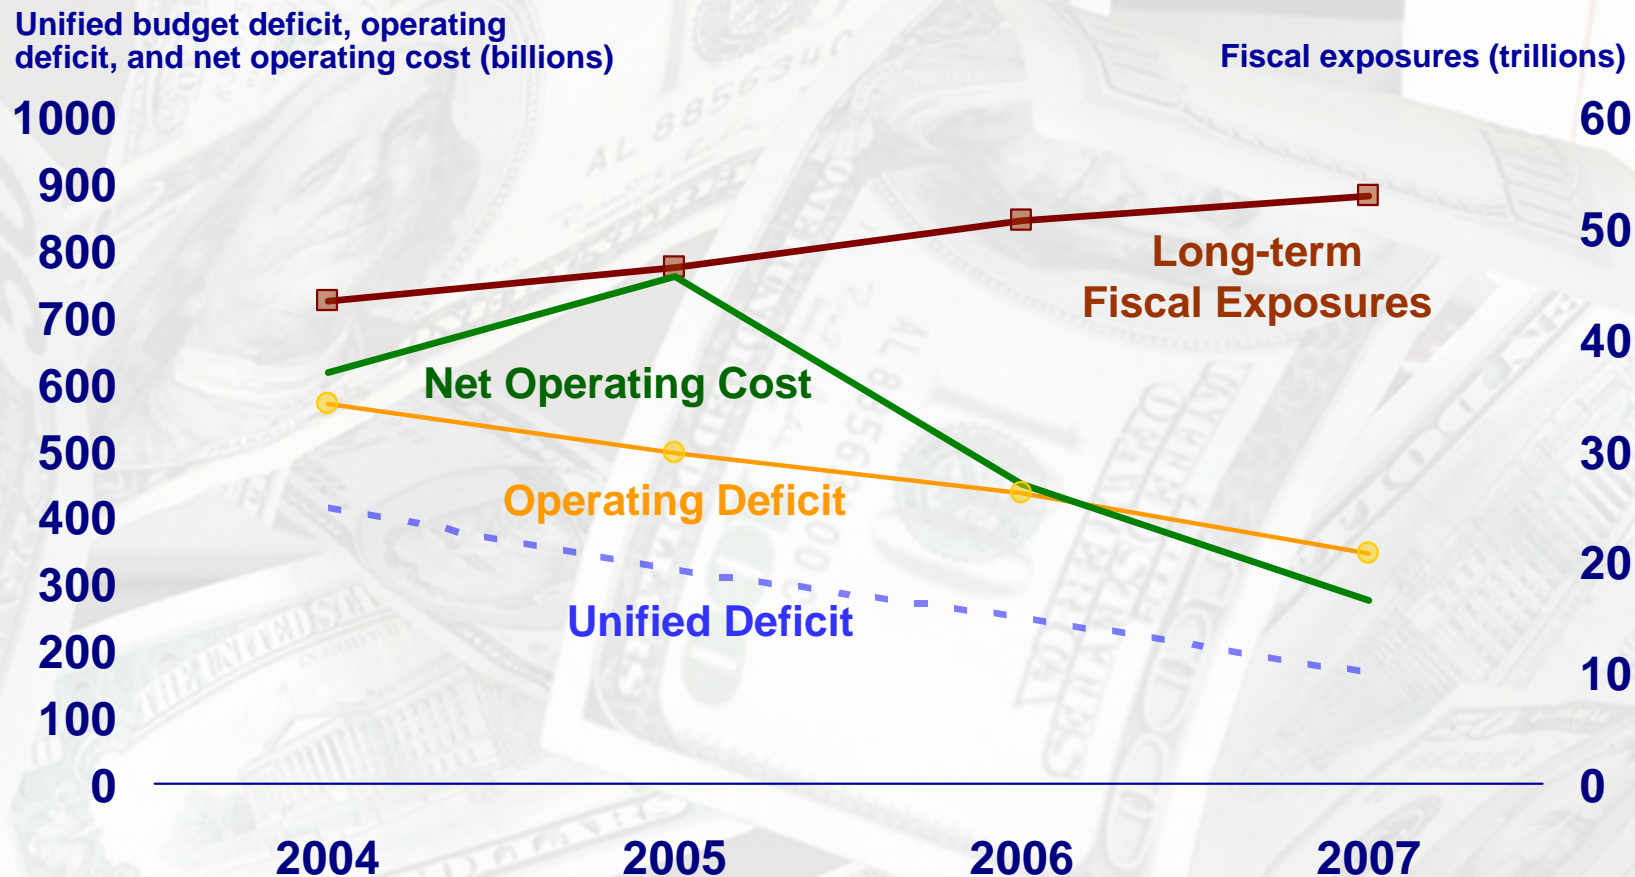 Unified budget deficit, operating
deficit, and net operating cost (billions)
Fiscal exposures (trillions)
1000
900
800
700
600
500
400
300
200
100
0
60
50
40
30
20
10
0
Long-term
Fiscal Exposures
Net Operating Cost
Operating Deficit
Unified Deficit
2004
2005
2006
2007